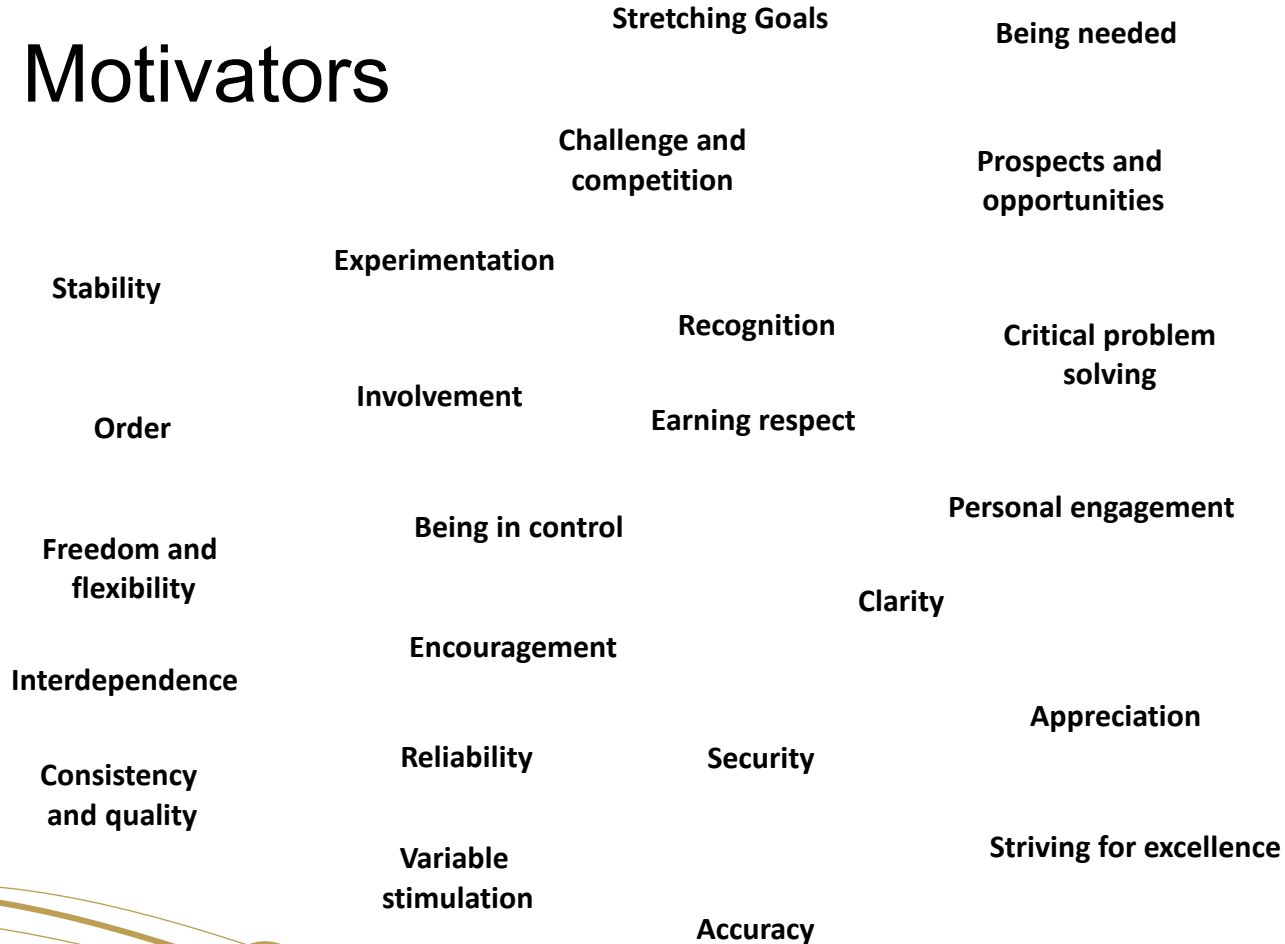 Motivators
Stretching Goals
Being needed
Challenge and
competition
Prospects and
opportunities
Experimentation
Stability
Recognition
Critical problem
solving
Involvement
Order
Earning respect
Personal engagement
Being in control
Freedom and
flexibility
Clarity
Encouragement
Interdependence
Appreciation
Reliability
Security
Consistency
and quality
Striving for excellence
Variable
stimulation
Accuracy